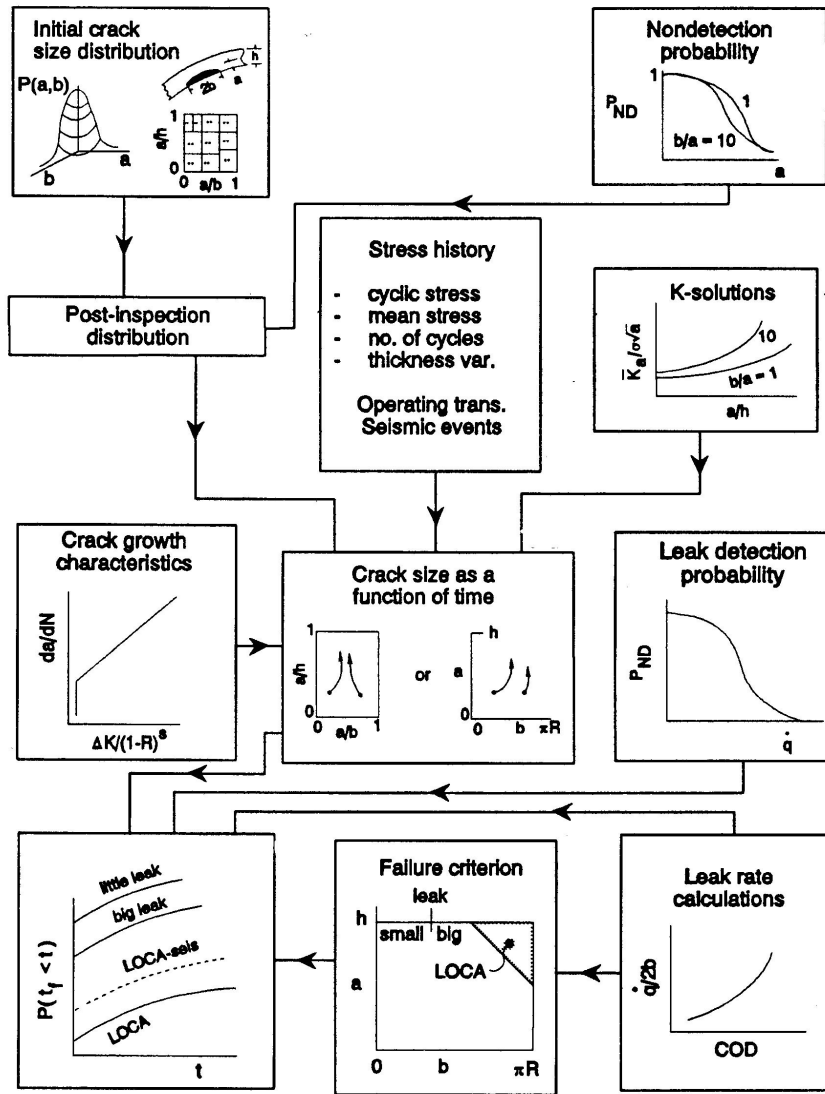 Initial crack
size distribution
P(a,b)
h
2b
a
b
a
1
a/h
0
0 a/b 1
Nondetection
probability
1
P_ND
1
b/a = 10
a
Post-inspection
distribution
Stress history
- cyclic stress
- mean stress
- no. of cycles
- thickness var.
Operating trans.
Seismic events
K-solutions
K̅a/σ√a
10
b/a = 1
a/h
Crack growth
characteristics
da/dN
ΔK/(1-R)^s
Crack size as a
function of time
1
a/h
0
0 a/b 1
or
h
a
0
0 b πR
Leak detection
probability
P_ND
q̇
little leak
big leak
LOCA-seis
LOCA
P(t_f < t)
t
Failure criterion
leak
h
small big
*
LOCA
a
0 b πR
Leak rate
calculations
q̇/2b
COD